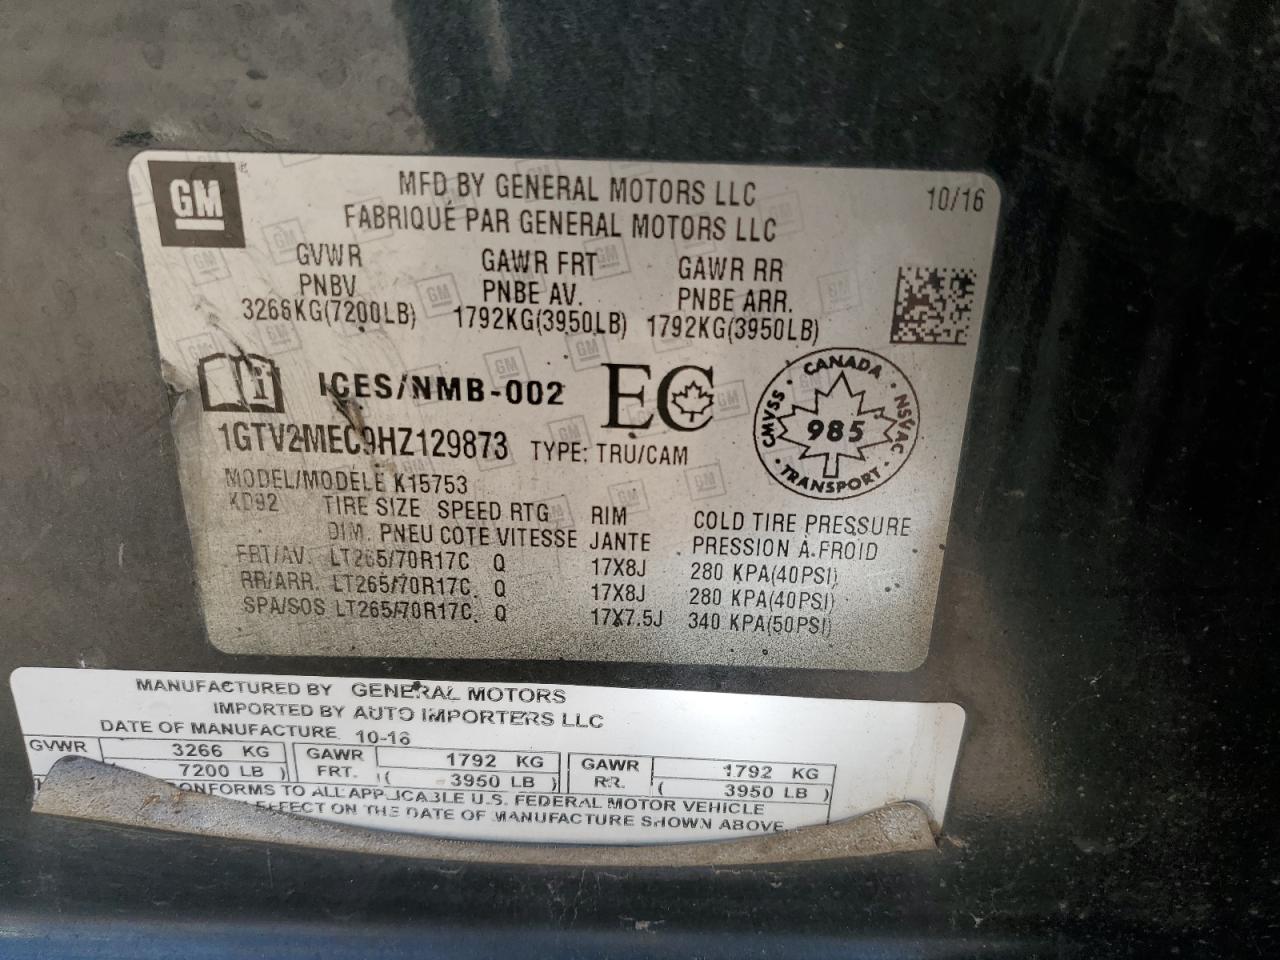 GM
MFD BY GENERAL MOTORS LLC 10/16
FABRIQUÉ PAR GENERAL MOTORS LLC
GVWR GAWR FRT GAWR RR
PNBV PNBE AV. PNBE ARR.
3266KG(7200LB) 1792KG(3950LB) 1792KG(3950LB)
i ICES/NMB-002 EC
CANADA · NSVAC · TRANSPORT · CMVSS ·
985
1GTV2MEC9HZ129873 TYPE: TRU/CAM
MODEL/MODÈLE K15753
KD92 TIRE SIZE SPEED RTG RIM COLD TIRE PRESSURE
DIM. PNEU COTE VITESSE JANTE PRESSION À FROID
FRT/AV. LT265/70R17C Q 17X8J 280 KPA(40PSI)
RR/ARR. LT265/70R17C. Q 17X8J 280 KPA(40PSI)
SPA/SOS LT265/70R17C. Q 17X7.5J 340 KPA(50PSI)
MANUFACTURED BY GENERAL MOTORS
IMPORTED BY AUTO IMPORTERS LLC
DATE OF MANUFACTURE 10-16
GVWR 3266 KG GAWR 1792 KG GAWR 1792 KG
7200 LB ) FRT. ( 3950 LB ) RR. ( 3950 LB )
CONFORMS TO ALL APPLICABLE U.S. FEDERAL MOTOR VEHICLE
EFFECT ON THE DATE OF MANUFACTURE SHOWN ABOVE.